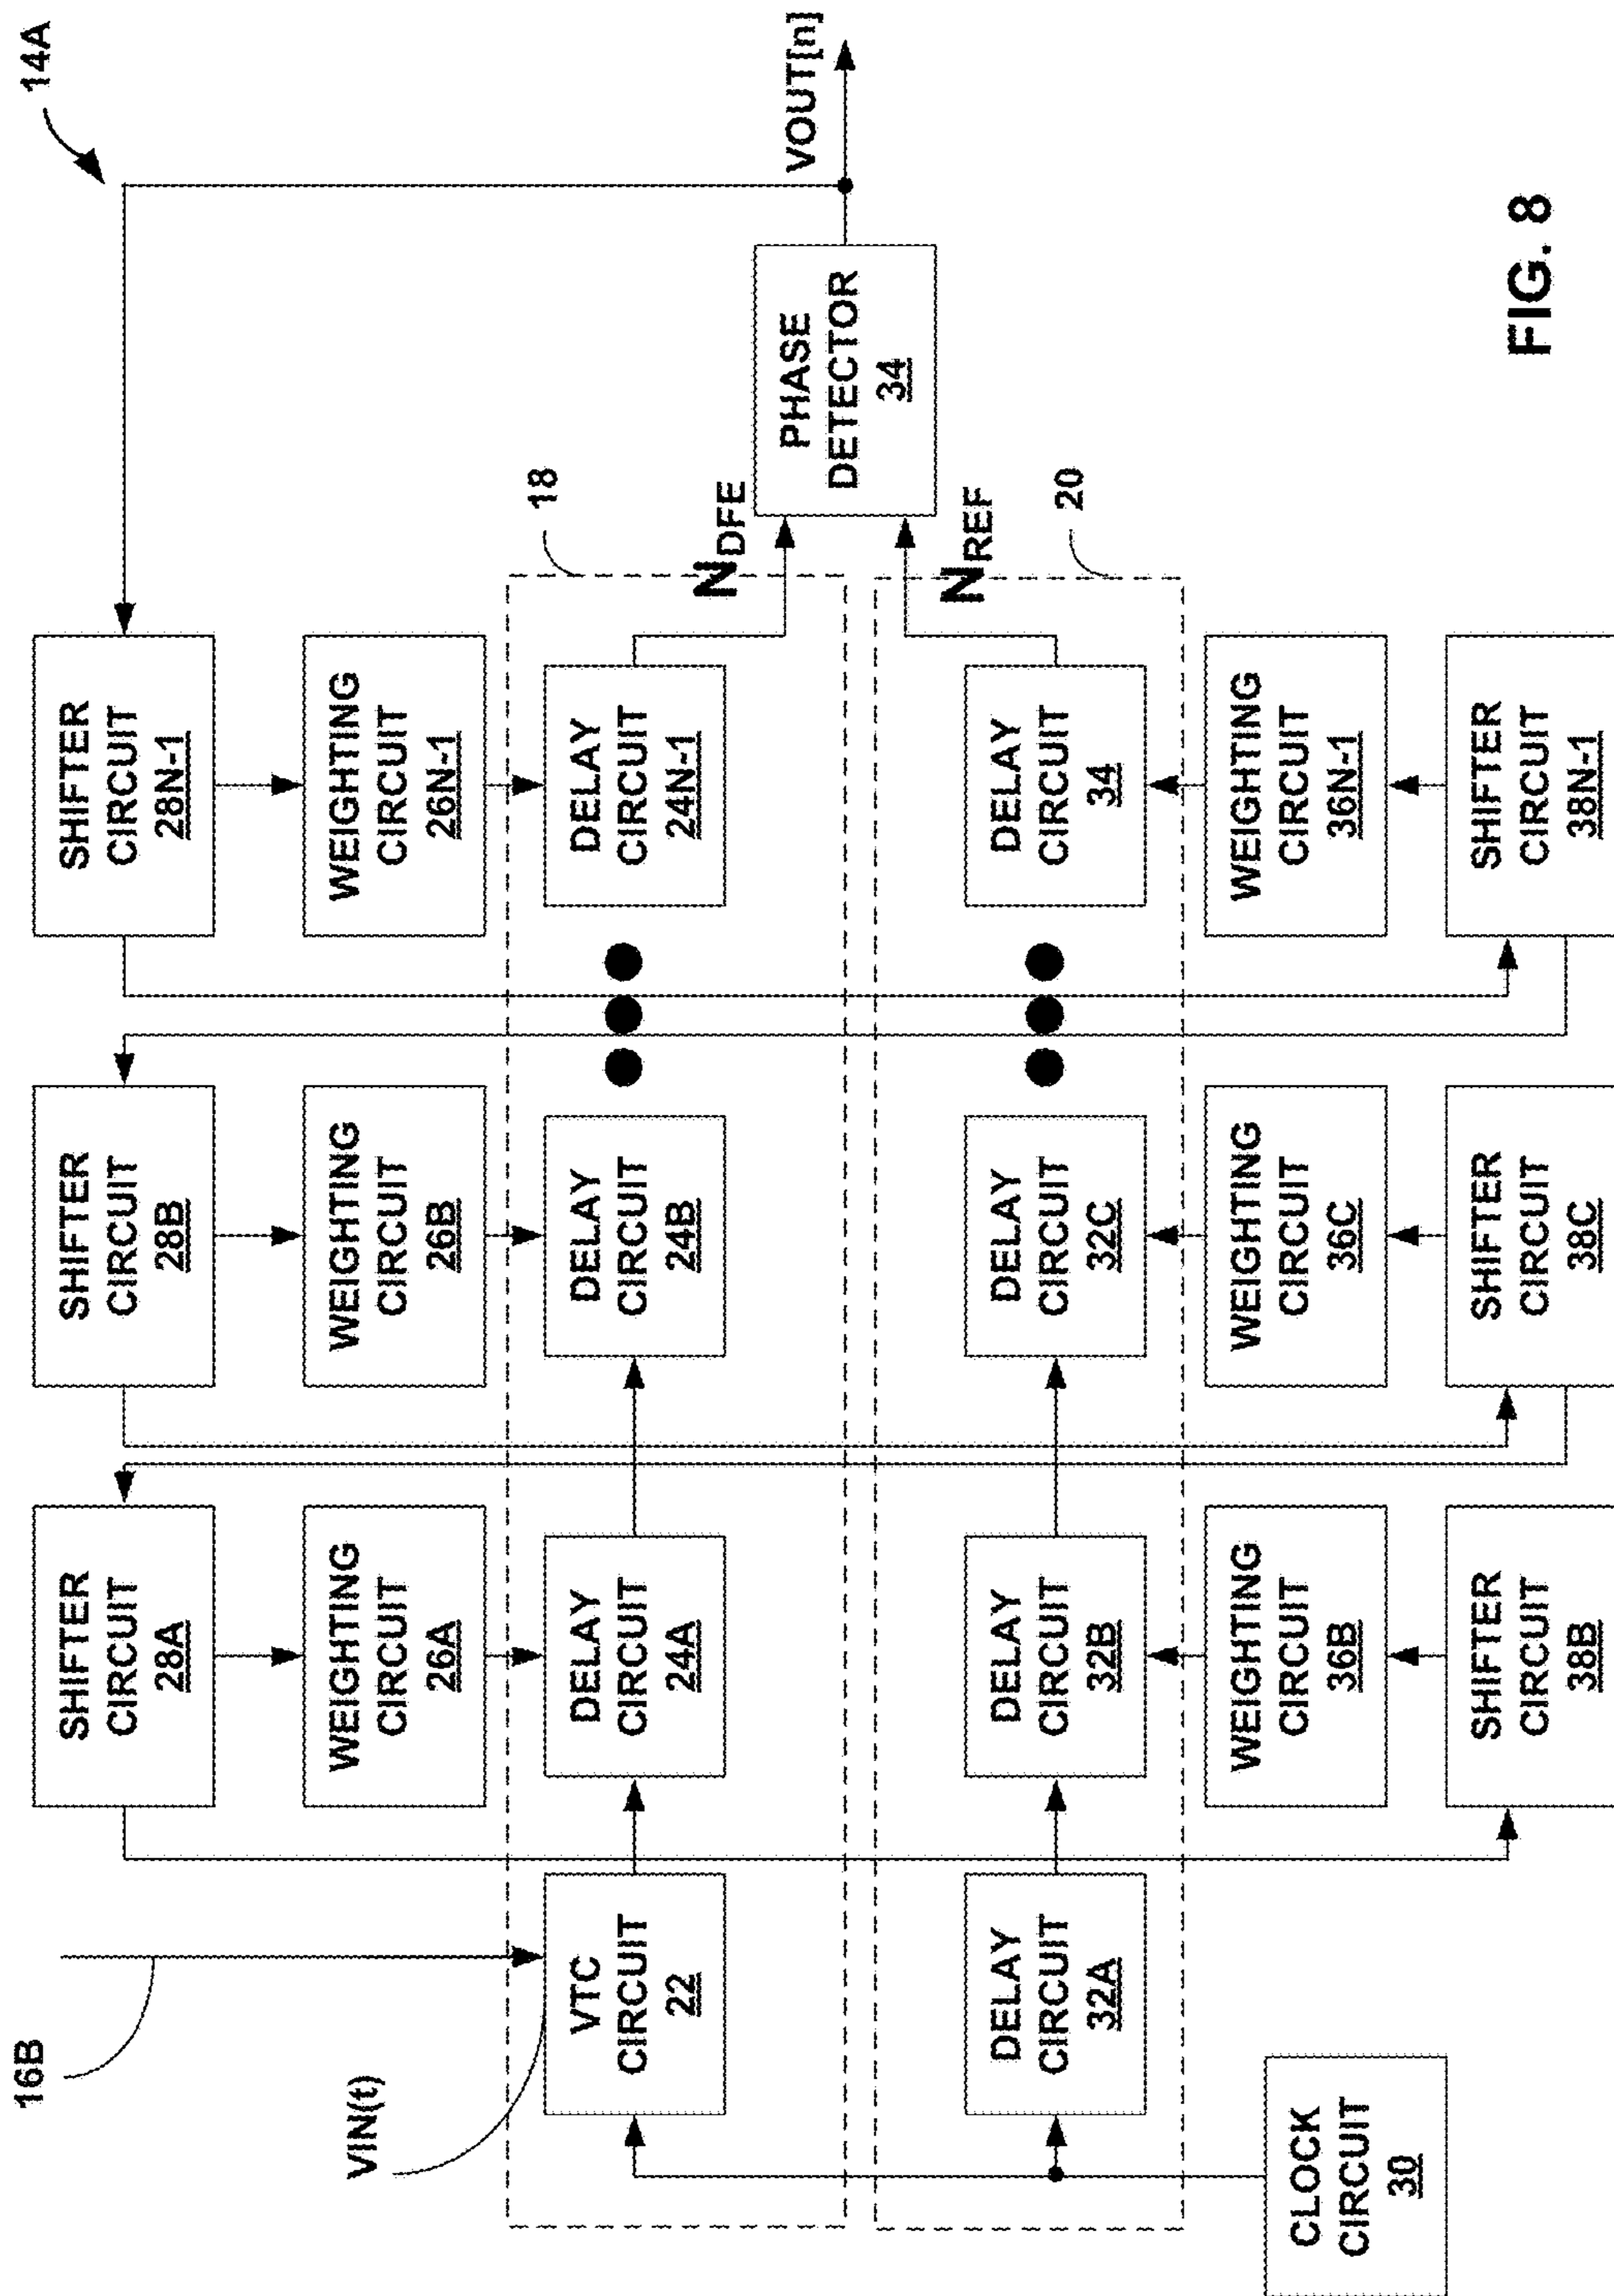 14A
SHIFTER
CIRCUIT
28A
SHIFTER
CIRCUIT
28B
SHIFTER
CIRCUIT
28N-1
16B
WEIGHTING
CIRCUIT
26A
WEIGHTING
CIRCUIT
26B
WEIGHTING
CIRCUIT
26N-1
VIN(t)
18
VTC
CIRCUIT
22
DELAY
CIRCUIT
24A
DELAY
CIRCUIT
24B
DELAY
CIRCUIT
24N-1
NDFE
VOUT[n]
PHASE
DETECTOR
34
NREF
20
DELAY
CIRCUIT
32A
DELAY
CIRCUIT
32B
DELAY
CIRCUIT
32C
DELAY
CIRCUIT
34
CLOCK
CIRCUIT
30
WEIGHTING
CIRCUIT
36B
WEIGHTING
CIRCUIT
36C
WEIGHTING
CIRCUIT
36N-1
SHIFTER
CIRCUIT
38B
SHIFTER
CIRCUIT
38C
SHIFTER
CIRCUIT
38N-1
FIG. 8